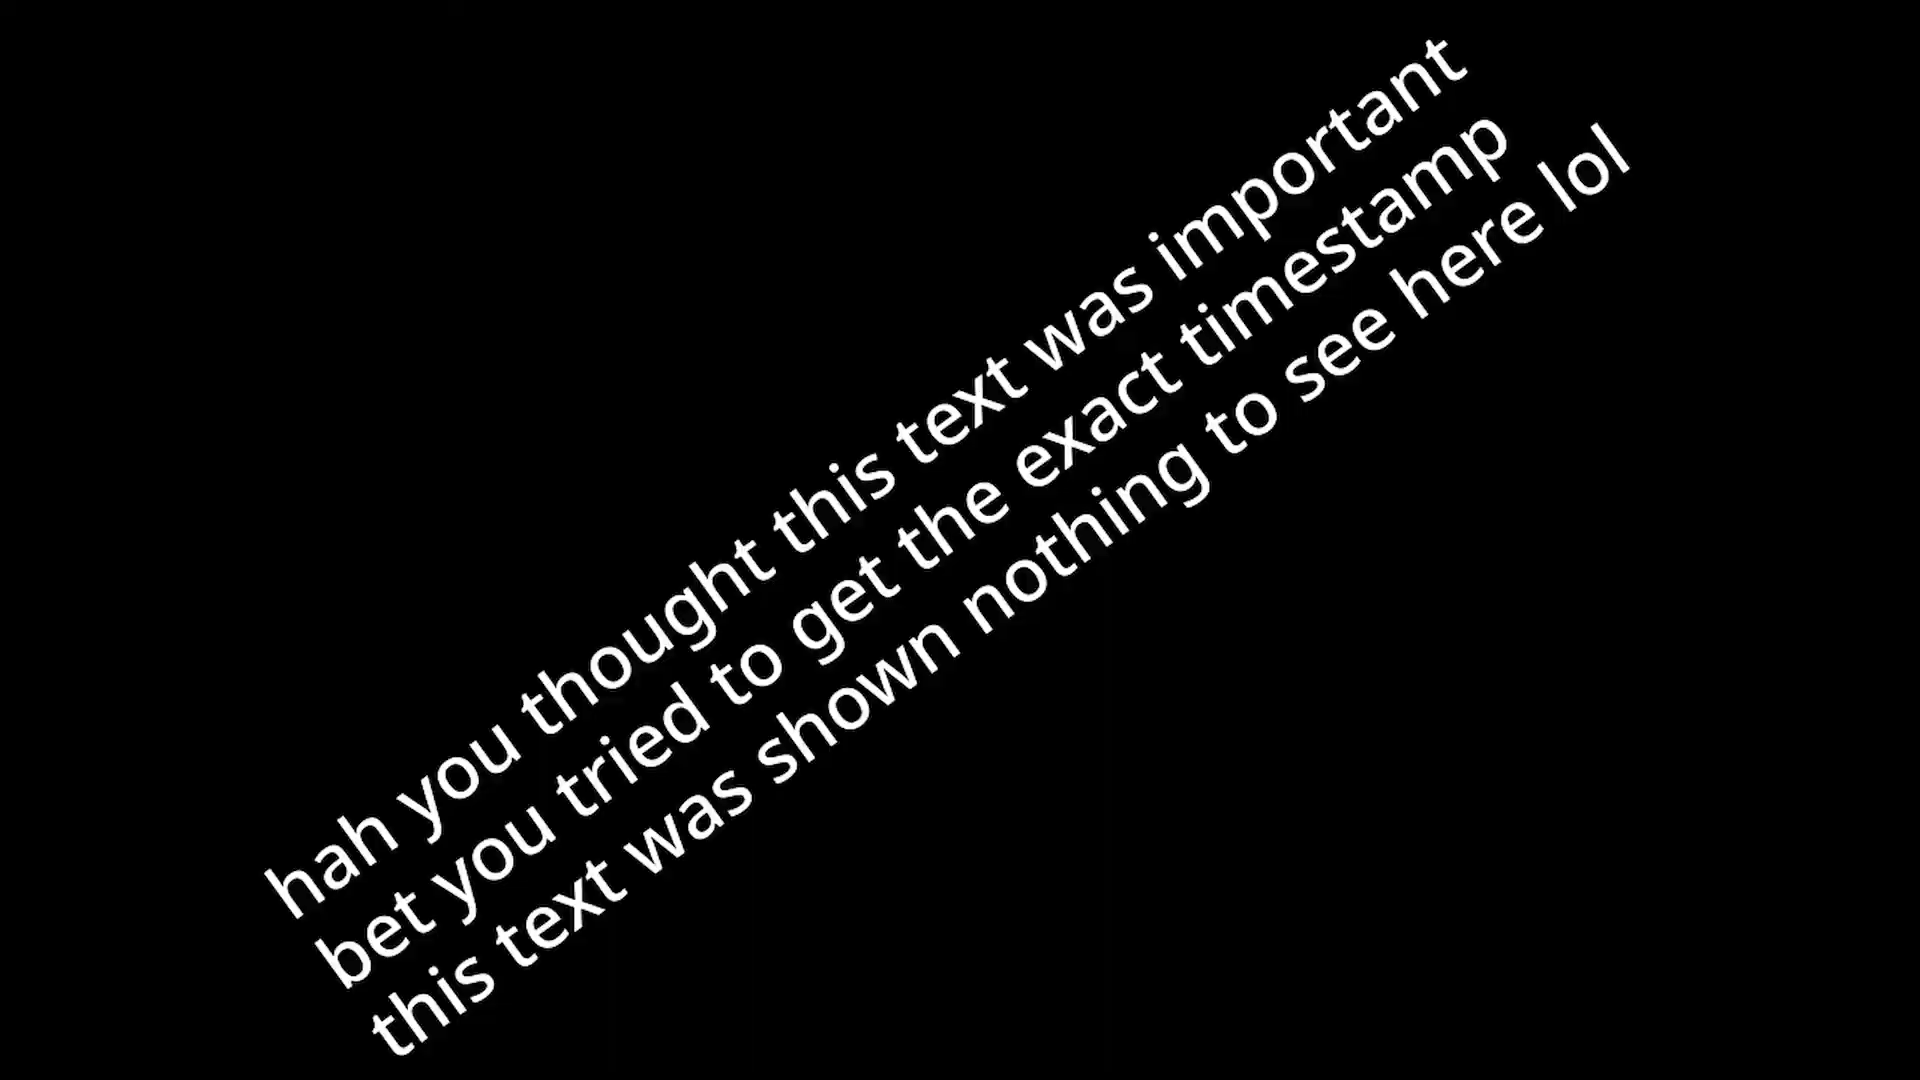 hah you thought this text was important
bet you tried to get the exact timestamp
this text was shown nothing to see here lol